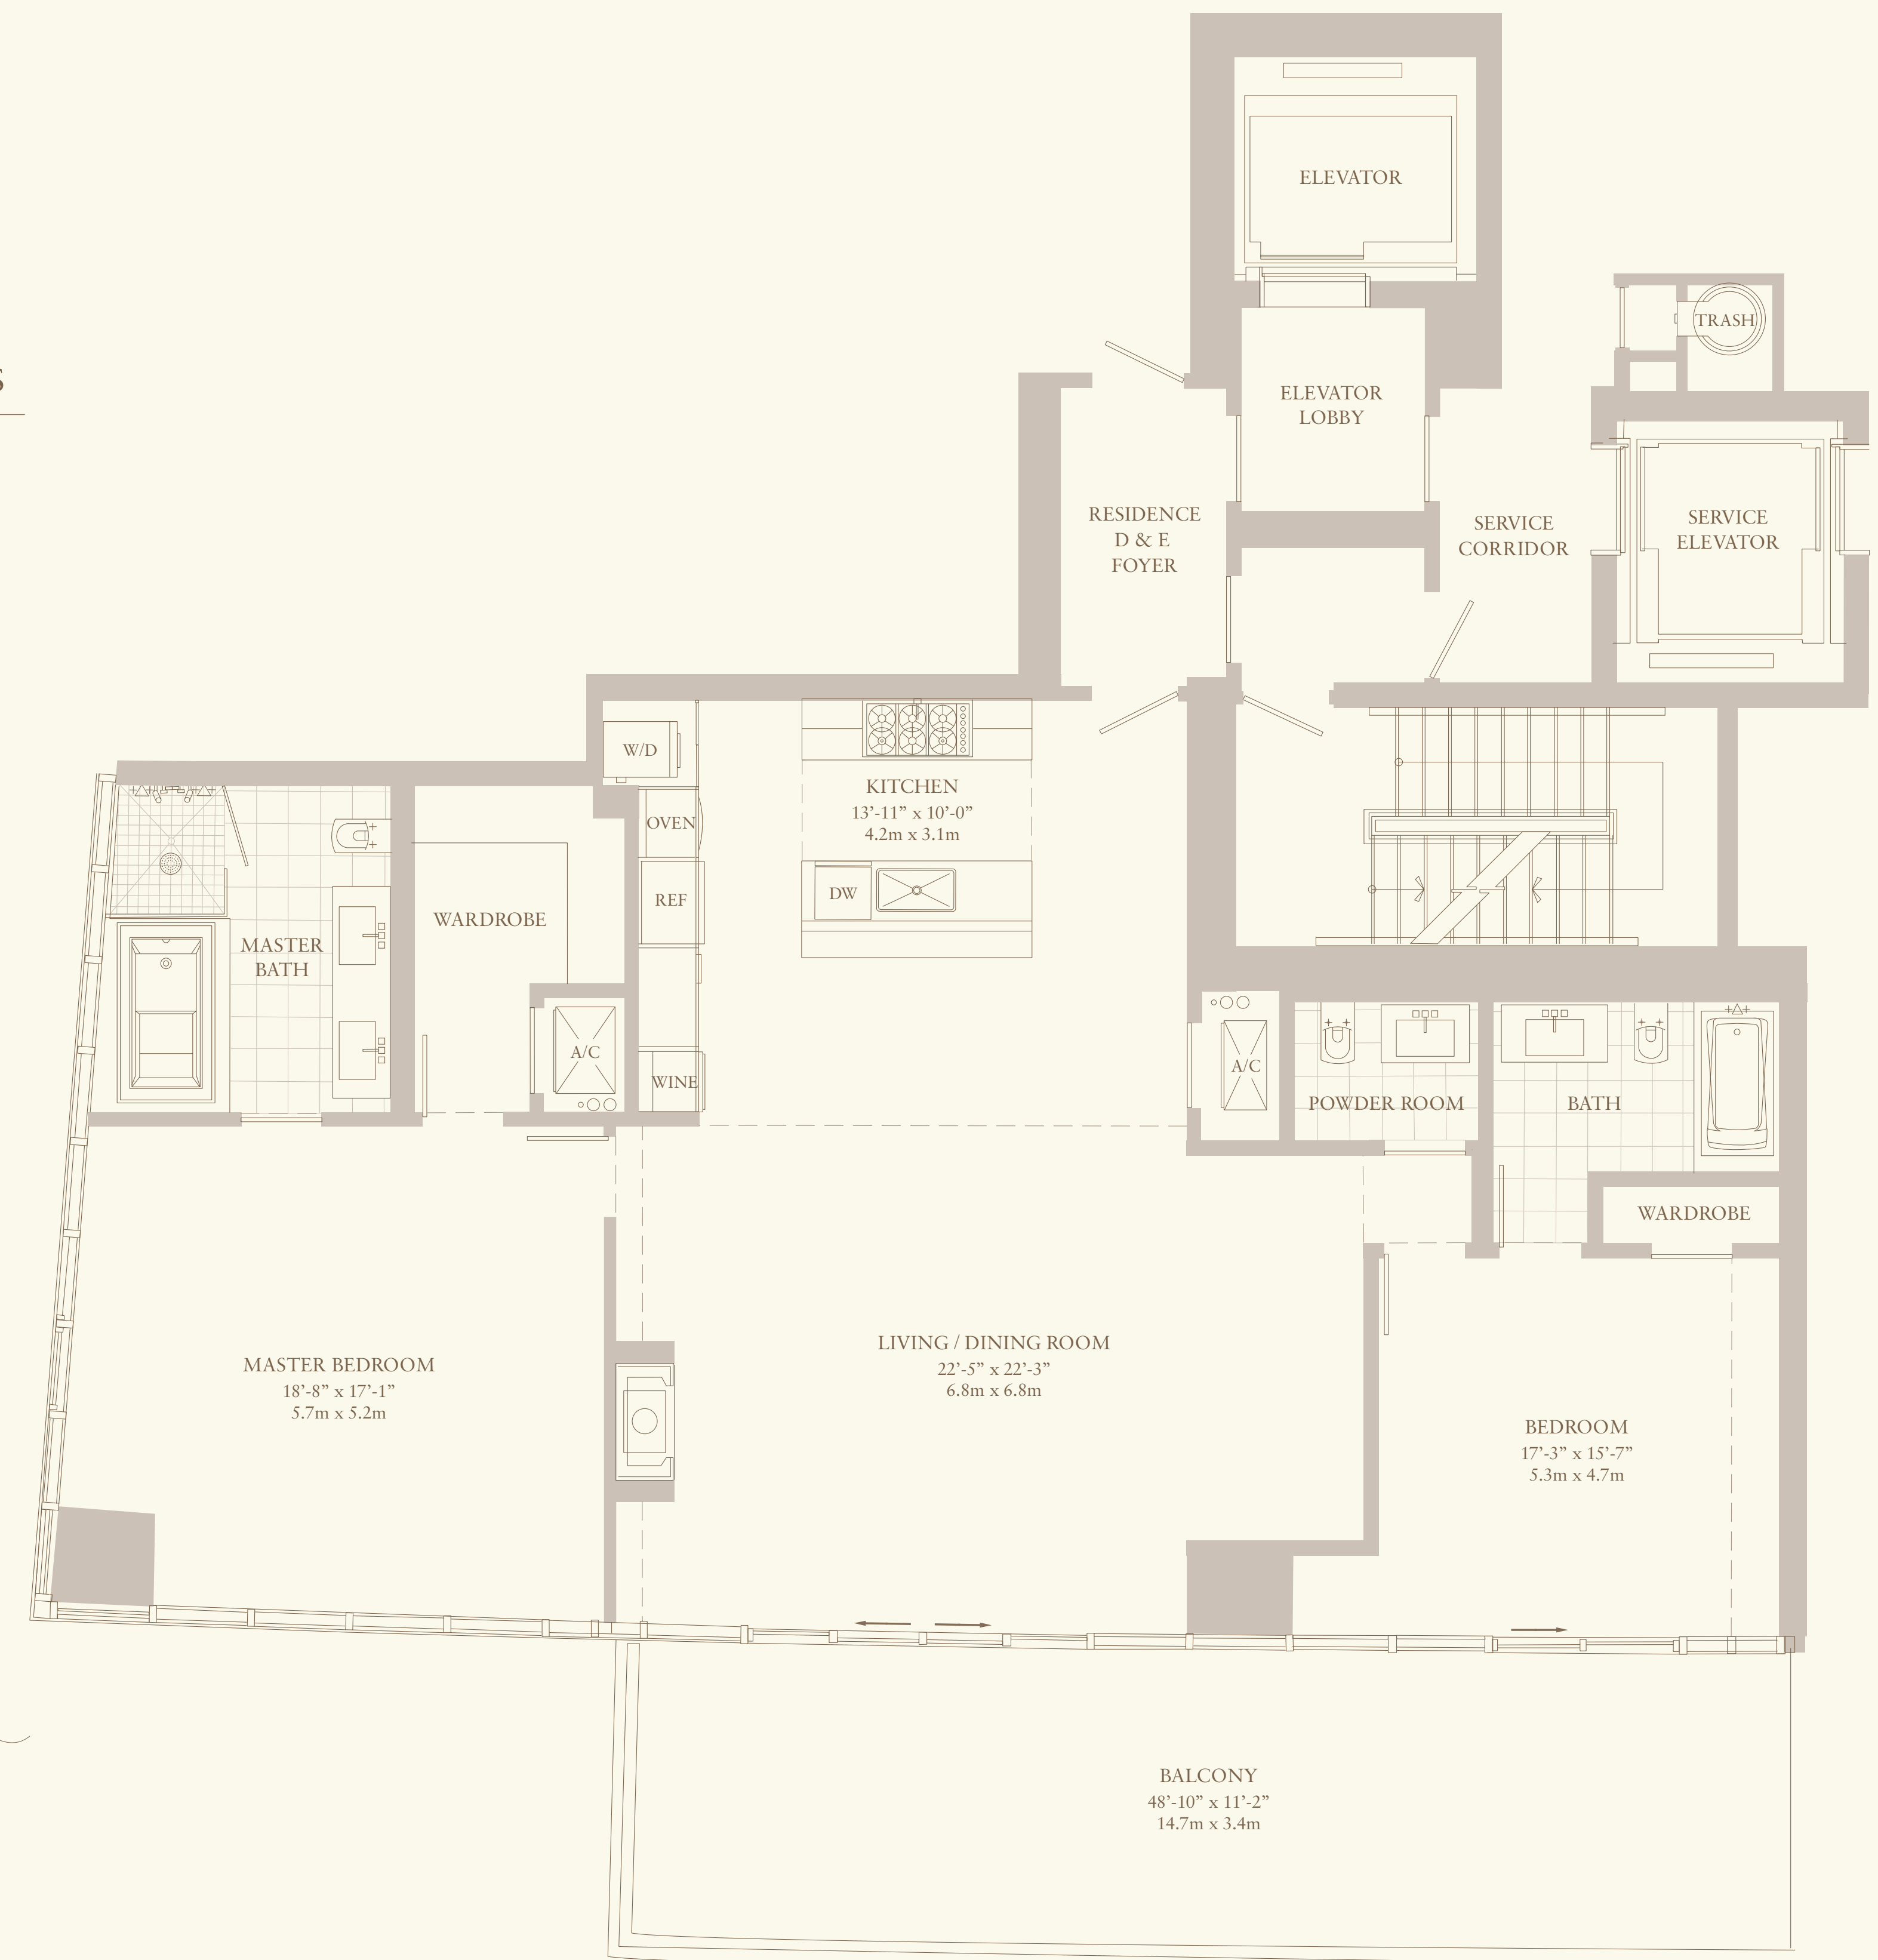 S
ELEVATOR
TRASH
ELEVATOR
LOBBY
RESIDENCE
D & E
FOYER
SERVICE
CORRIDOR
SERVICE
ELEVATOR
W/D
KITCHEN
13’-11” x 10’-0”
4.2m x 3.1m
OVEN
REF
DW
WARDROBE
MASTER
BATH
A/C
WINE
A/C
POWDER ROOM
BATH
WARDROBE
MASTER BEDROOM
18’-8” x 17’-1”
5.7m x 5.2m
LIVING / DINING ROOM
22’-5” x 22’-3”
6.8m x 6.8m
BEDROOM
17’-3” x 15’-7”
5.3m x 4.7m
BALCONY
48’-10” x 11’-2”
14.7m x 3.4m